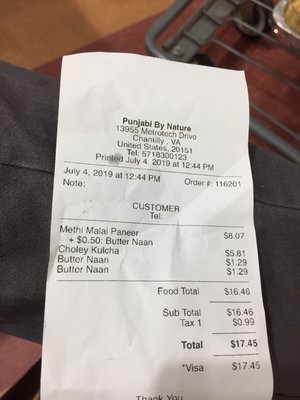 Punjabi By Nature
13955 Metrotech Drive
Chantilly , VA
United States, 20151
Tel: 5718300123
Printed July 4, 2019 at 12:44 PM
July 4, 2019 at 12:44 PM Order #: 116201
Note:
CUSTOMER
Tel:
Methi Malai Paneer $8.07
+ $0.50: Butter Naan
Choley Kulcha $5.81
Butter Naan $1.29
Butter Naan $1.29
Food Total $16.46
Sub Total $16.46
Tax 1 $0.99
Total $17.45
*Visa $17.45
Thank You